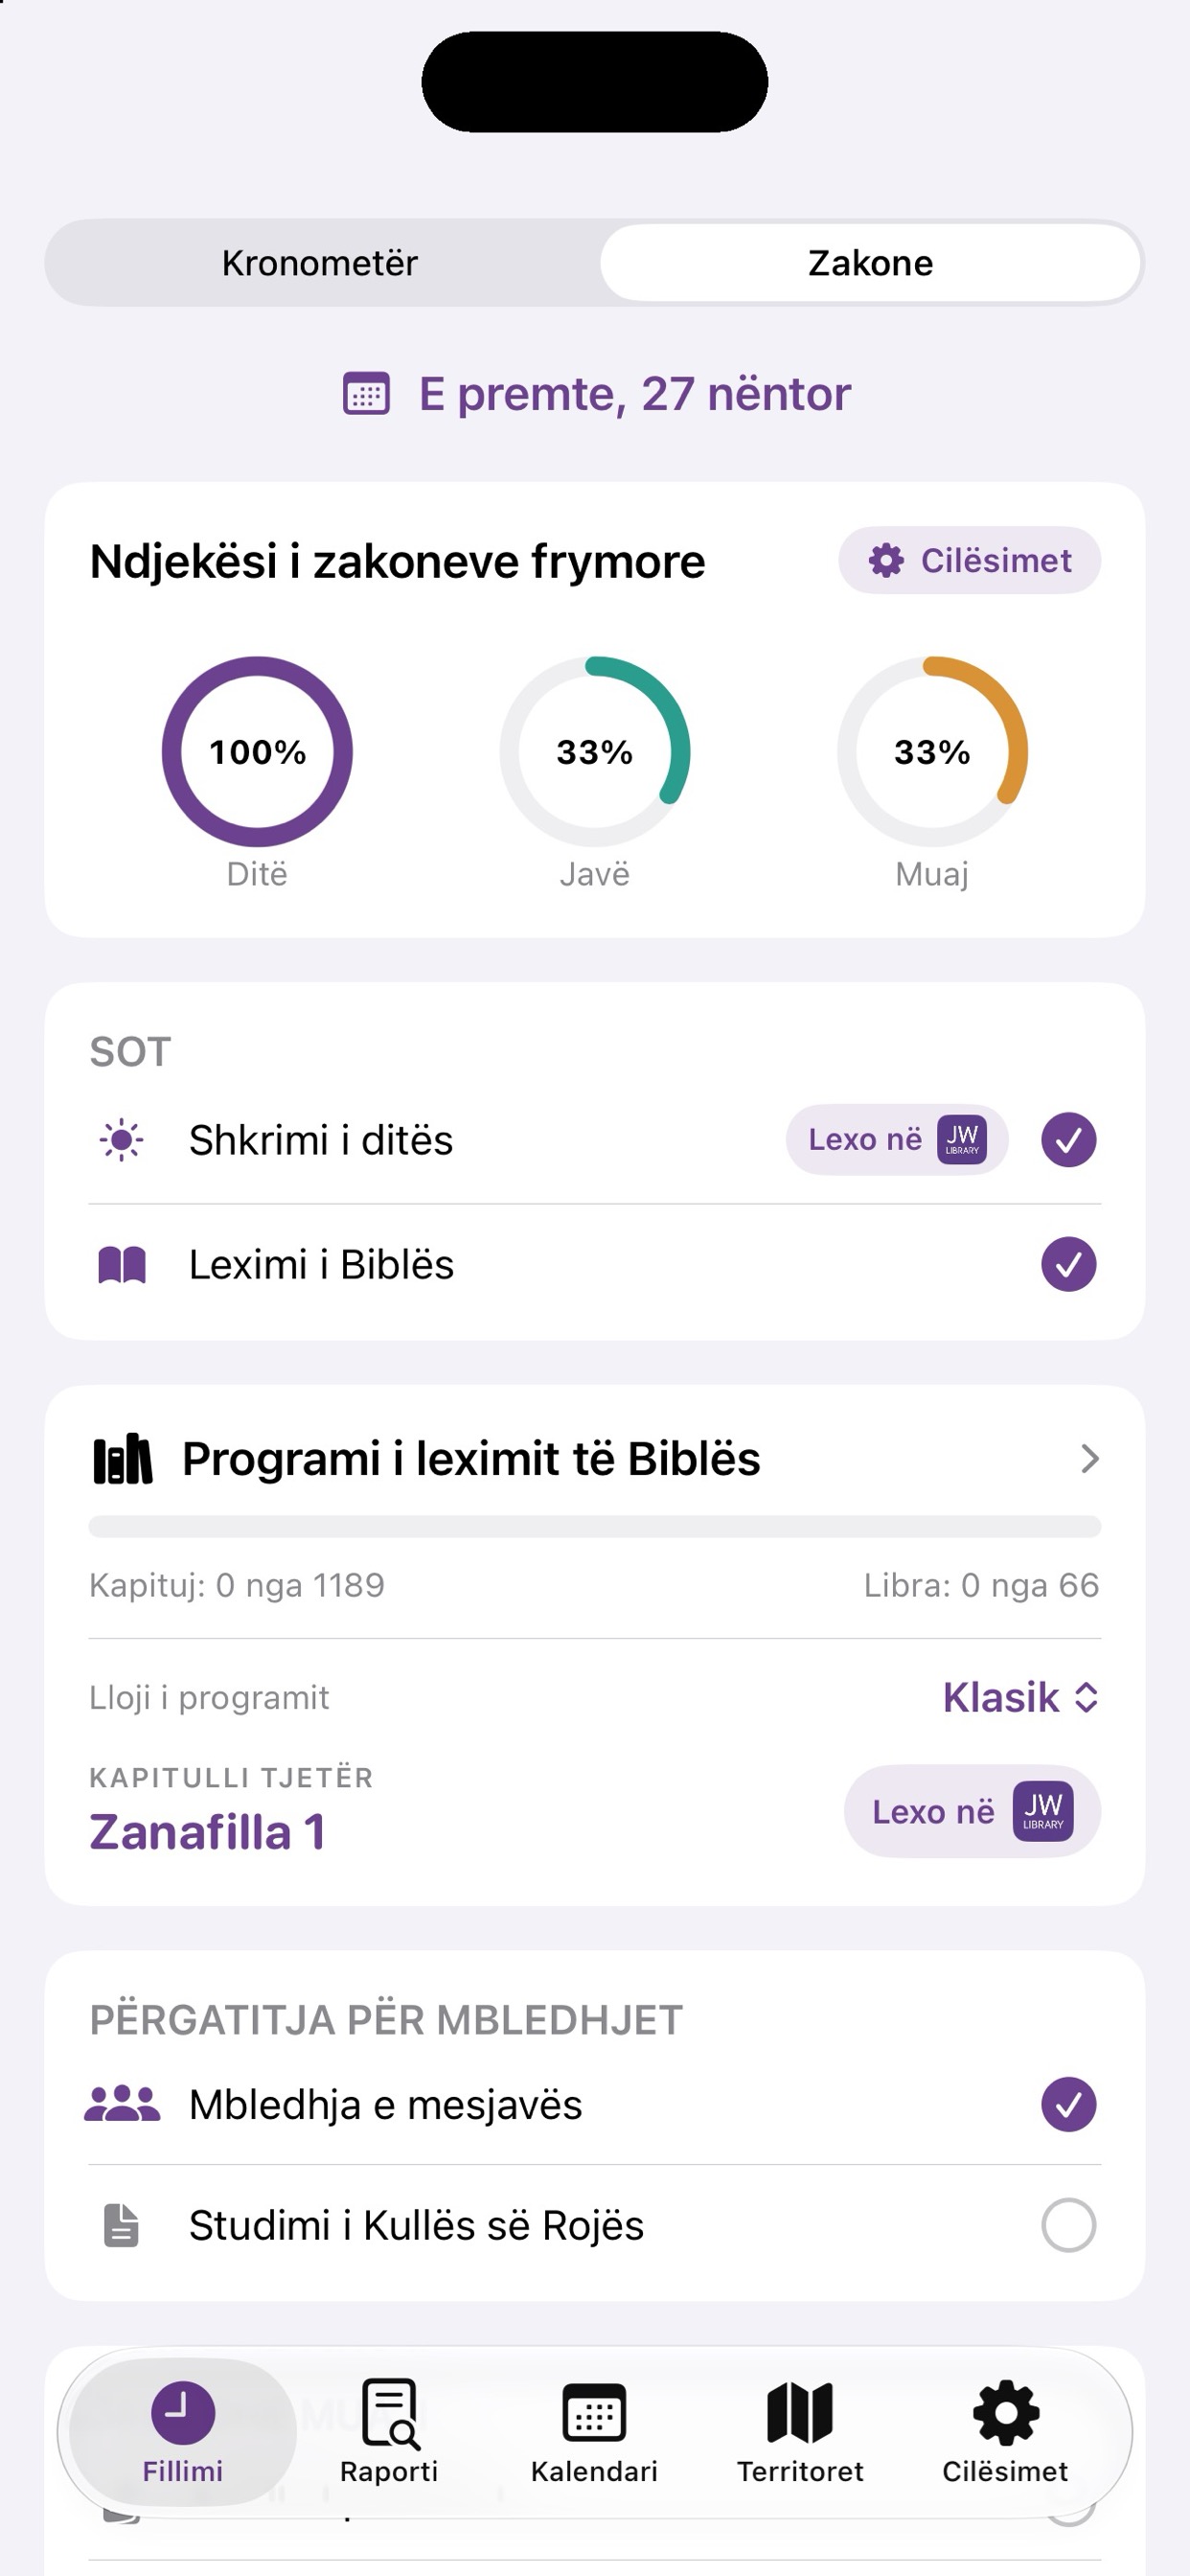 Kronometër
Zakone
E premte, 27 nëntor
Ndjekësi i zakoneve frymore
Cilësimet
100%
33%
33%
Ditë
Javë
Muaj
SOT
Shkrimi i ditës
Lexo në
JW
LIBRARY
Leximi i Biblës
Programi i leximit të Biblës
Kapituj: 0 nga 1189
Libra: 0 nga 66
Lloji i programit
Klasik
KAPITULLI TJETËR
Zanafilla 1
Lexo në
JW
LIBRARY
PËRGATITJA PËR MBLEDHJET
Mbledhja e mesjavës
Studimi i Kullës së Rojës
Fillimi
Raporti
Kalendari
Territoret
Cilësimet